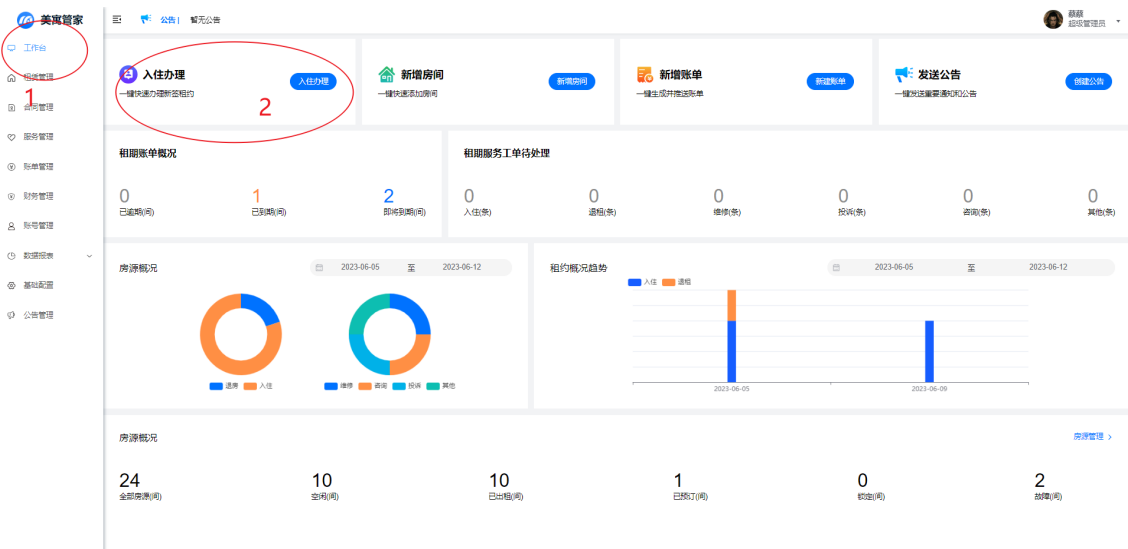 美寓管家
公告 |
暂无公告
蔡蔡
超级管理员
工作台
租赁管理
1
合同管理
服务管理
账单管理
财务管理
账号管理
数据报表
基础配置
公告管理
入住办理
一键快速办理新签租约
入住办理
2
新增房间
一键快速添加房间
新增房间
新增账单
一键生成并推送账单
新建账单
发送公告
一键发送重要通知和公告
创建公告
租期账单概况
0
已逾期(间)
1
已到期(间)
2
即将到期(间)
租期服务工单待处理
0
入住(条)
0
退租(条)
0
维修(条)
0
投诉(条)
0
咨询(条)
0
其他(条)
房源概况
2023-06-05 至 2023-06-12
退房 入住
维修 咨询 投诉 其他
租约概况趋势
2023-06-05 至 2023-06-12
入住 退租
2023-06-05
2023-06-09
房源概况
房源管理
24
全部房源(间)
10
空闲(间)
10
已出租(间)
1
已预订(间)
0
锁定(间)
2
故障(间)